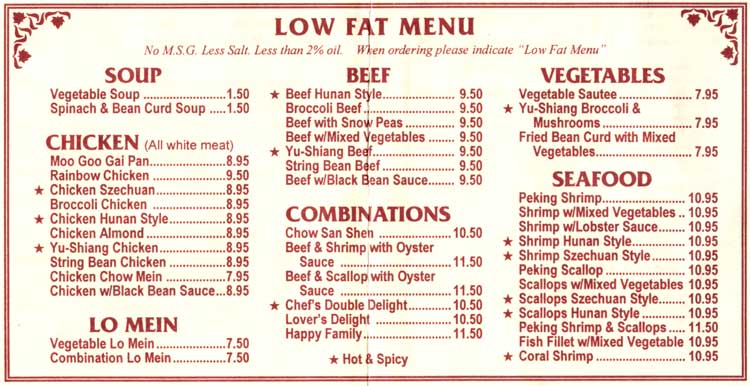 LOW FAT MENU
No M.S.G. Less Salt. Less than 2% oil. When ordering please indicate "Low Fat Menu"
SOUP
Vegetable Soup ............1.50
Spinach & Bean Curd Soup .....1.50
CHICKEN (All white meat)
Moo Goo Gai Pan..................8.95
Rainbow Chicken ................9.50
★ Chicken Szechuan.................8.95
Broccoli Chicken ................8.95
★ Chicken Hunan Style.............8.95
Chicken Almond ..................8.95
★ Yu-Shiang Chicken................8.95
String Bean Chicken .............8.95
Chicken Chow Mein ..............7.95
Chicken w/Black Bean Sauce...8.95
LO MEIN
Vegetable Lo Mein.................7.50
Combination Lo Mein.............7.50
BEEF
★ Beef Hunan Style..................... 9.50
Broccoli Beef ......................... 9.50
Beef with Snow Peas.............. 9.50
Beef w/Mixed Vegetables ....... 9.50
★ Yu-Shiang Beef..................... 9.50
String Bean Beef.................... 9.50
Beef w/Black Bean Sauce....... 9.50
COMBINATIONS
Chow San Shen ....................10.50
Beef & Shrimp with Oyster
Sauce .............................11.50
Beef & Scallop with Oyster
Sauce .............................11.50
★ Chef's Double Delight...........10.50
Lover's Delight ....................10.50
Happy Family.......................11.50
★ Hot & Spicy
VEGETABLES
Vegetable Sautee .................... 7.95
★ Yu-Shiang Broccoli &
Mushrooms ....................... 7.95
Fried Bean Curd with Mixed
Vegetables......................... 7.95
SEAFOOD
Peking Shrimp....................... 10.95
Shrimp w/Mixed Vegetables .. 10.95
Shrimp w/Lobster Sauce....... 10.95
★ Shrimp Hunan Style............... 10.95
★ Shrimp Szechuan Style......... 10.95
Peking Scallop ...................... 10.95
Scallops w/Mixed Vegetables 10.95
★ Scallops Szechuan Style....... 10.95
★ Scallops Hunan Style ........... 10.95
Peking Shrimp & Scallops ..... 11.50
Fish Fillet w/Mixed Vegetable 10.95
★ Coral Shrimp ........................ 10.95